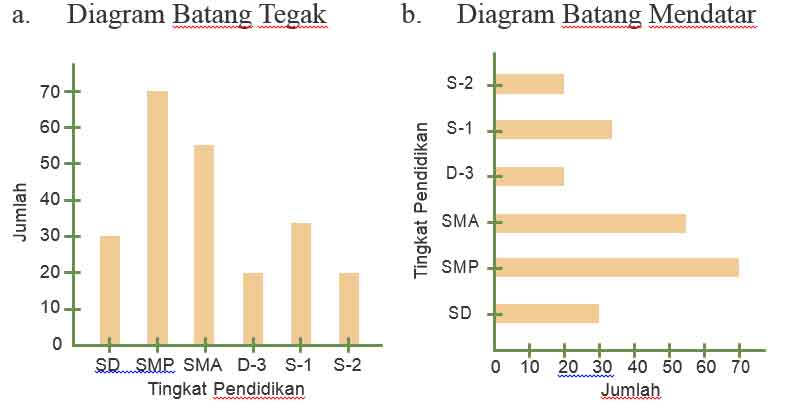 a. Diagram Batang Tegak
70
60
50
40
30
20
10
0
Jumlah
SD SMP SMA D-3 S-1 S-2
Tingkat Pendidikan
b. Diagram Batang Mendatar
S-2
S-1
D-3
SMA
SMP
SD
Tingkat Pendidikan
0 10 20 30 40 50 60 70
Jumlah